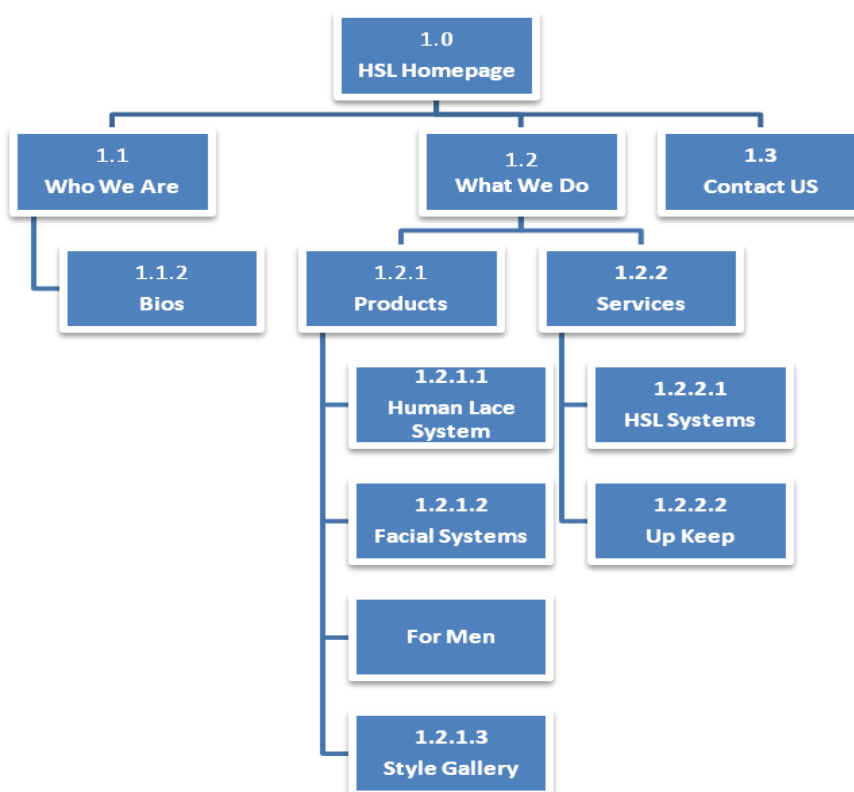 1.0
HSL Homepage
1.1
Who We Are
1.2
What We Do
1.3
Contact US
1.1.2
Bios
1.2.1
Products
1.2.2
Services
1.2.1.1
Human Lace
System
1.2.2.1
HSL Systems
1.2.1.2
Facial Systems
1.2.2.2
Up Keep
For Men
1.2.1.3
Style Gallery